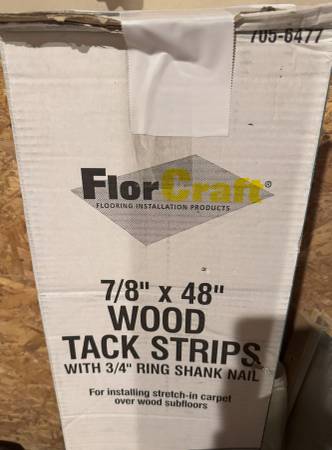 705-6477
FlorCraft®
FLOORING INSTALLATION PRODUCTS
7/8" x 48"
WOOD
TACK STRIPS
WITH 3/4" RING SHANK NAIL
For installing stretch-in carpet
over wood subfloors